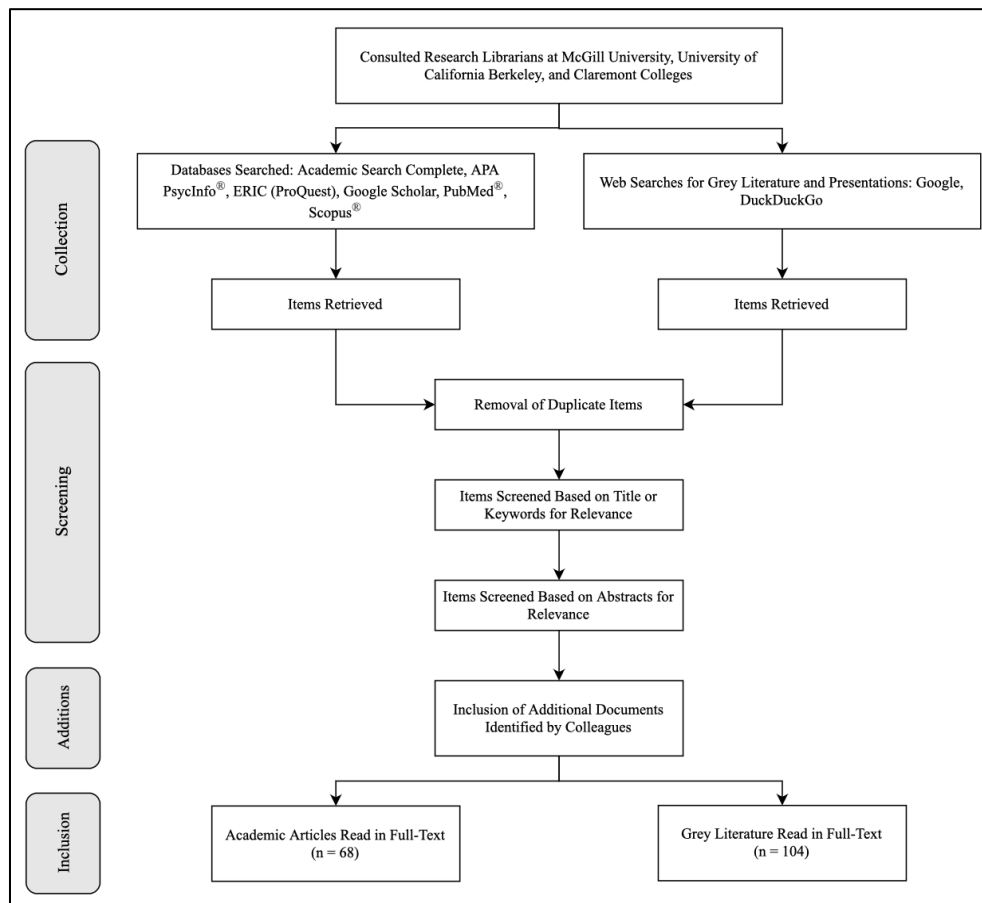 Consulted Research Librarians at McGill University, University
of California Berkeley, and Claremont Colleges
Collection
Databases Searched: Academic Search Complete, APA
PsycInfo®, ERIC (ProQuest), Google Scholar, PubMed®,
Scopus®
Web Searches for Grey Literature and Presentations: Google,
DuckDuckGo
Items Retrieved
Items Retrieved
Screening
Removal of Duplicate Items
Items Screened Based on Title or
Keywords for Relevance
Items Screened Based on Abstracts for
Relevance
Additions
Inclusion of Additional Documents
Identified by Colleagues
Inclusion
Academic Articles Read in Full-Text
(n = 68)
Grey Literature Read in Full-Text
(n = 104)